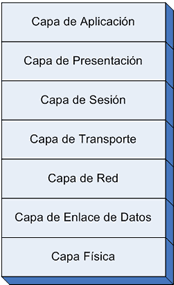 Capa de Aplicación
Capa de Presentación
Capa de Sesión
Capa de Transporte
Capa de Red
Capa de Enlace de Datos
Capa Física